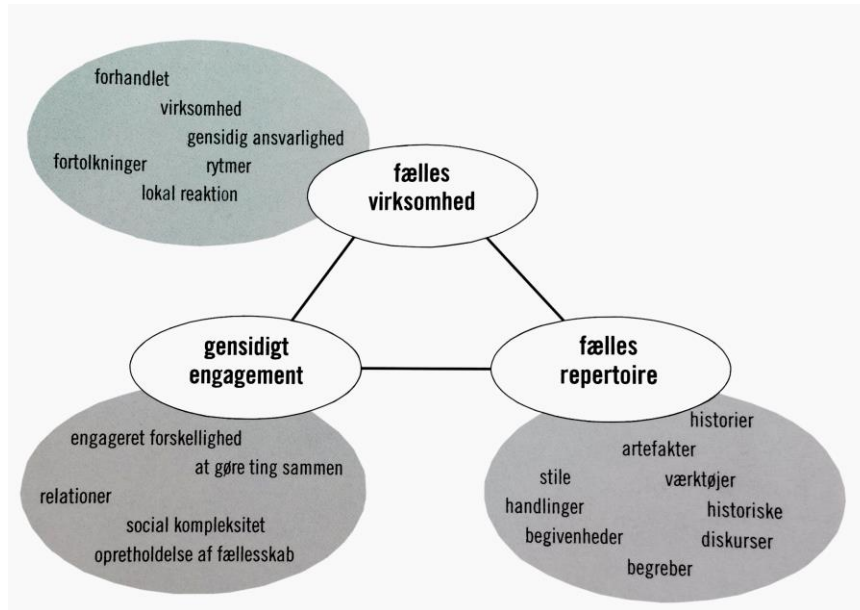 forhandlet
virksomhed
gensidig ansvarlighed
fortolkninger rytmer
lokal reaktion
fælles
virksomhed
gensidigt
engagement
fælles
repertoire
engageret forskellighed
at gøre ting sammen
relationer
social kompleksitet
opretholdelse af fællesskab
historier
artefakter
stile værktøjer
handlinger historiske
begivenheder diskurser
begreber